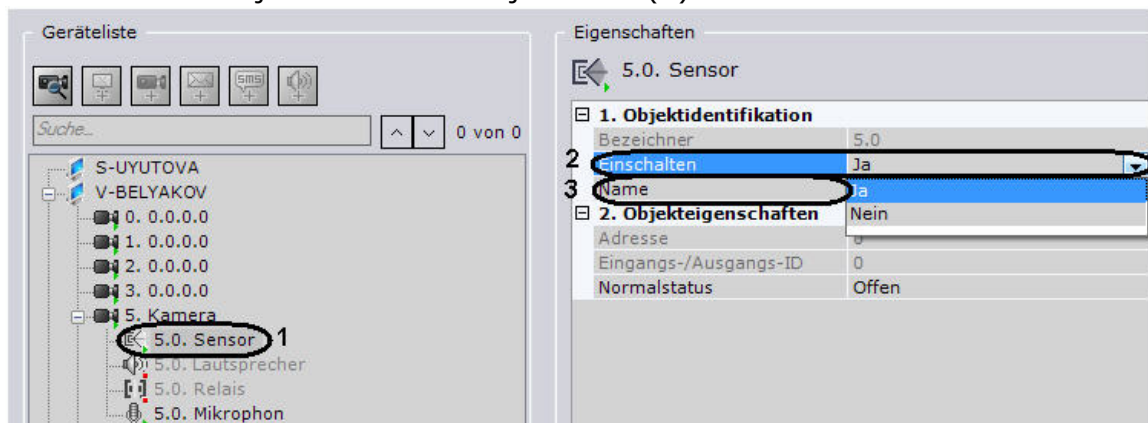 Geräteliste
Suche...
0 von 0
S-UYUTOVA
V-BELYAKOV
0. 0.0.0.0
1. 0.0.0.0
2. 0.0.0.0
3. 0.0.0.0
5. Kamera
5.0. Sensor 1
5.0. Lautsprecher
5.0. Relais
5.0. Mikrophon
Eigenschaften
5.0. Sensor
1. Objektidentifikation
Bezeichner 5.0
2 Einschalten Ja
3 Name Ja
2. Objekteigenschaften Nein
Adresse 0
Eingangs-/Ausgangs-ID 0
Normalstatus Offen